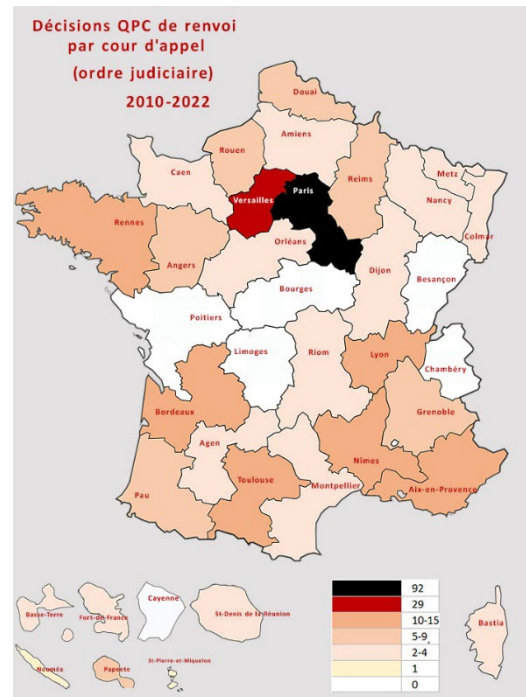 Décisions QPC de renvoi
par cour d'appel
(ordre judiciaire)
2010-2022
Douai
Amiens
Rouen
Caen
Reims
Metz
Versailles
Paris
Nancy
Rennes
Colmar
Orléans
Angers
Dijon
Besançon
Bourges
Poitiers
Limoges
Riom
Lyon
Chambéry
Bordeaux
Grenoble
Agen
Nîmes
Toulouse
Montpellier
Aix-en-Provence
Pau
Cayenne
Basse-Terre
Fort-de-France
St-Denis de la Réunion
Bastia
Nouméa
Papeete
St-Pierre-et-Miquelon
92
29
10-15
5-9
2-4
1
0